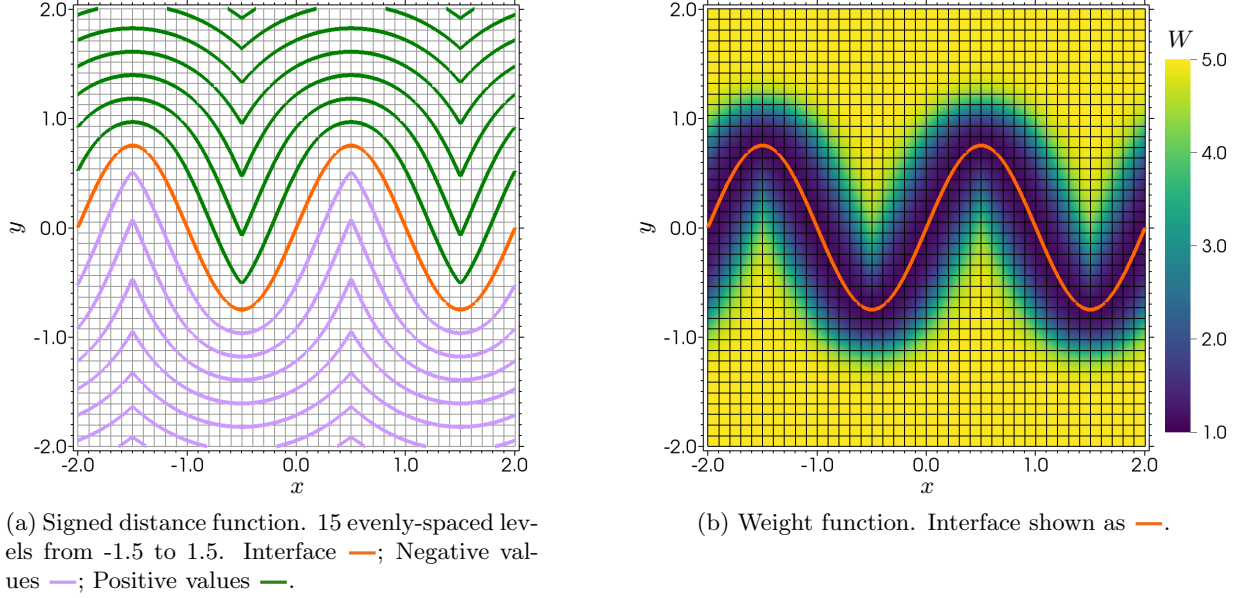 2.0
1.0
0.0
-1.0
-2.0
y
-2.0 -1.0 0.0 1.0 2.0
x
(a) Signed distance function. 15 evenly-spaced lev-
els from -1.5 to 1.5. Interface —; Negative val-
ues —; Positive values —.
2.0
1.0
0.0
-1.0
-2.0
y
-2.0 -1.0 0.0 1.0 2.0
x
W
5.0
4.0
3.0
2.0
1.0
(b) Weight function. Interface shown as —.